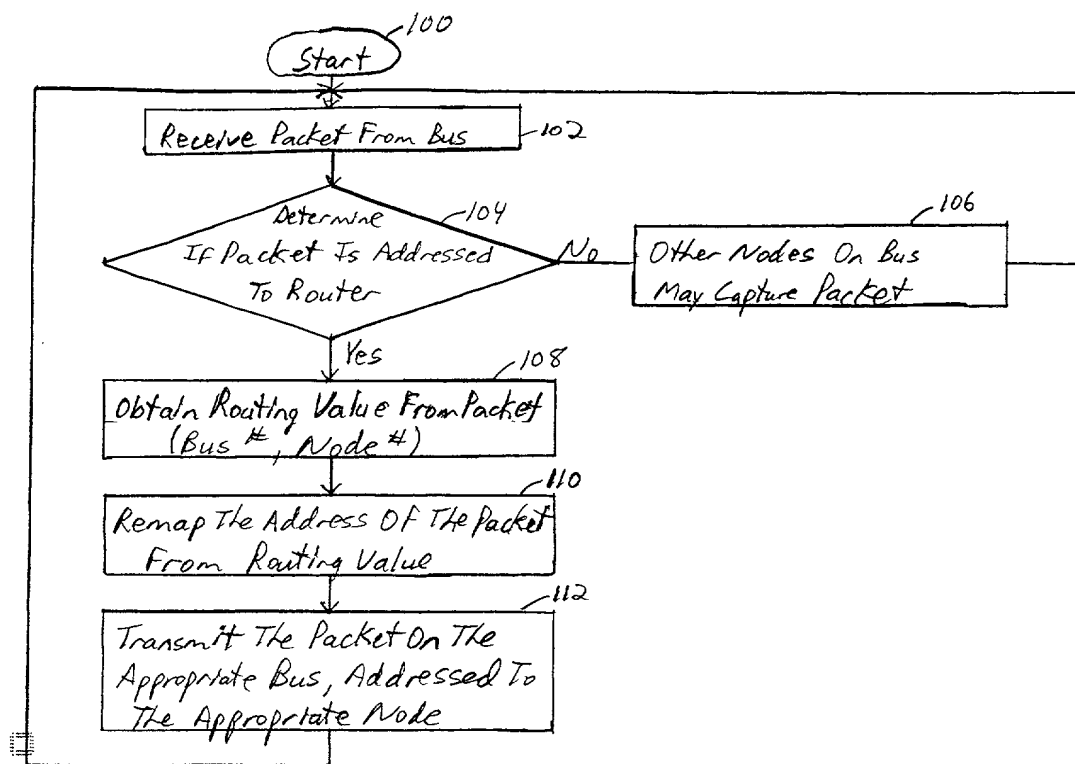 100
Start
Receive Packet From Bus
102
Determine
If Packet Is Addressed
To Router
104
No
106
Other Nodes On Bus
May Capture Packet
Yes
108
Obtain Routing Value From Packet
(Bus #, Node #)
110
Remap The Address Of The Packet
From Routing Value
112
Transmit The Packet On The
Appropriate Bus, Addressed To
The Appropriate Node